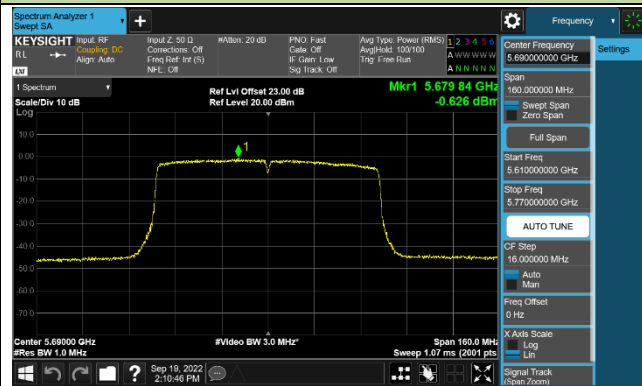 Spectrum Analyzer 1
Swept SA
Frequency
KEYSIGHT
Input: RF
Input Z: 50 Ω
#Atten: 20 dB
PNO: Fast
Avg Type: Power (RMS)
1 2 3 4 5 6
RL
Coupling: DC
Corrections: Off
Gate: Off
Avg|Hold: 100/100
A W W W W W
Align: Auto
Freq Ref: Int (S)
IF Gain: Low
Trig: Free Run
NFE: Off
Sig Track: Off
A N N N N N
LXI
Center Frequency
5.690000000 GHz
Settings
Span
160.000000 MHz
Swept Span
Zero Span
Full Span
Start Freq
5.610000000 GHz
Stop Freq
5.770000000 GHz
AUTO TUNE
CF Step
16.000000 MHz
Auto
Man
Freq Offset
0 Hz
X Axis Scale
Log
Lin
Signal Track
(Span Zoom)
1 Spectrum
Ref Lvl Offset 23.00 dB
Mkr1 5.679 84 GHz
Scale/Div 10 dB
Ref Level 20.00 dBm
-0.626 dBm
Log
10.0
0.00
1
-10.0
-20.0
-30.0
-40.0
-50.0
-60.0
-70.0
Center 5.69000 GHz
#Video BW 3.0 MHz*
Span 160.0 MHz
#Res BW 1.0 MHz
Sweep 1.07 ms (2001 pts)
?
Sep 19, 2022
2:10:46 PM